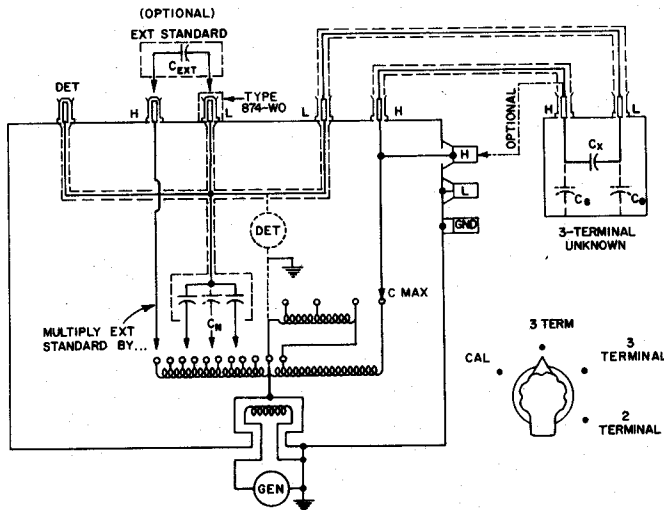 (OPTIONAL)
EXT STANDARD
C EXT
DET
H
L
TYPE
874-WO
L
H
OPTIONAL
H
L
H
L
GND
CX
CS
CS
3-TERMINAL
UNKNOWN
DET
C MAX
CN
MULTIPLY EXT
STANDARD BY...
GEN
3 TERM
CAL
3
TERMINAL
2
TERMINAL